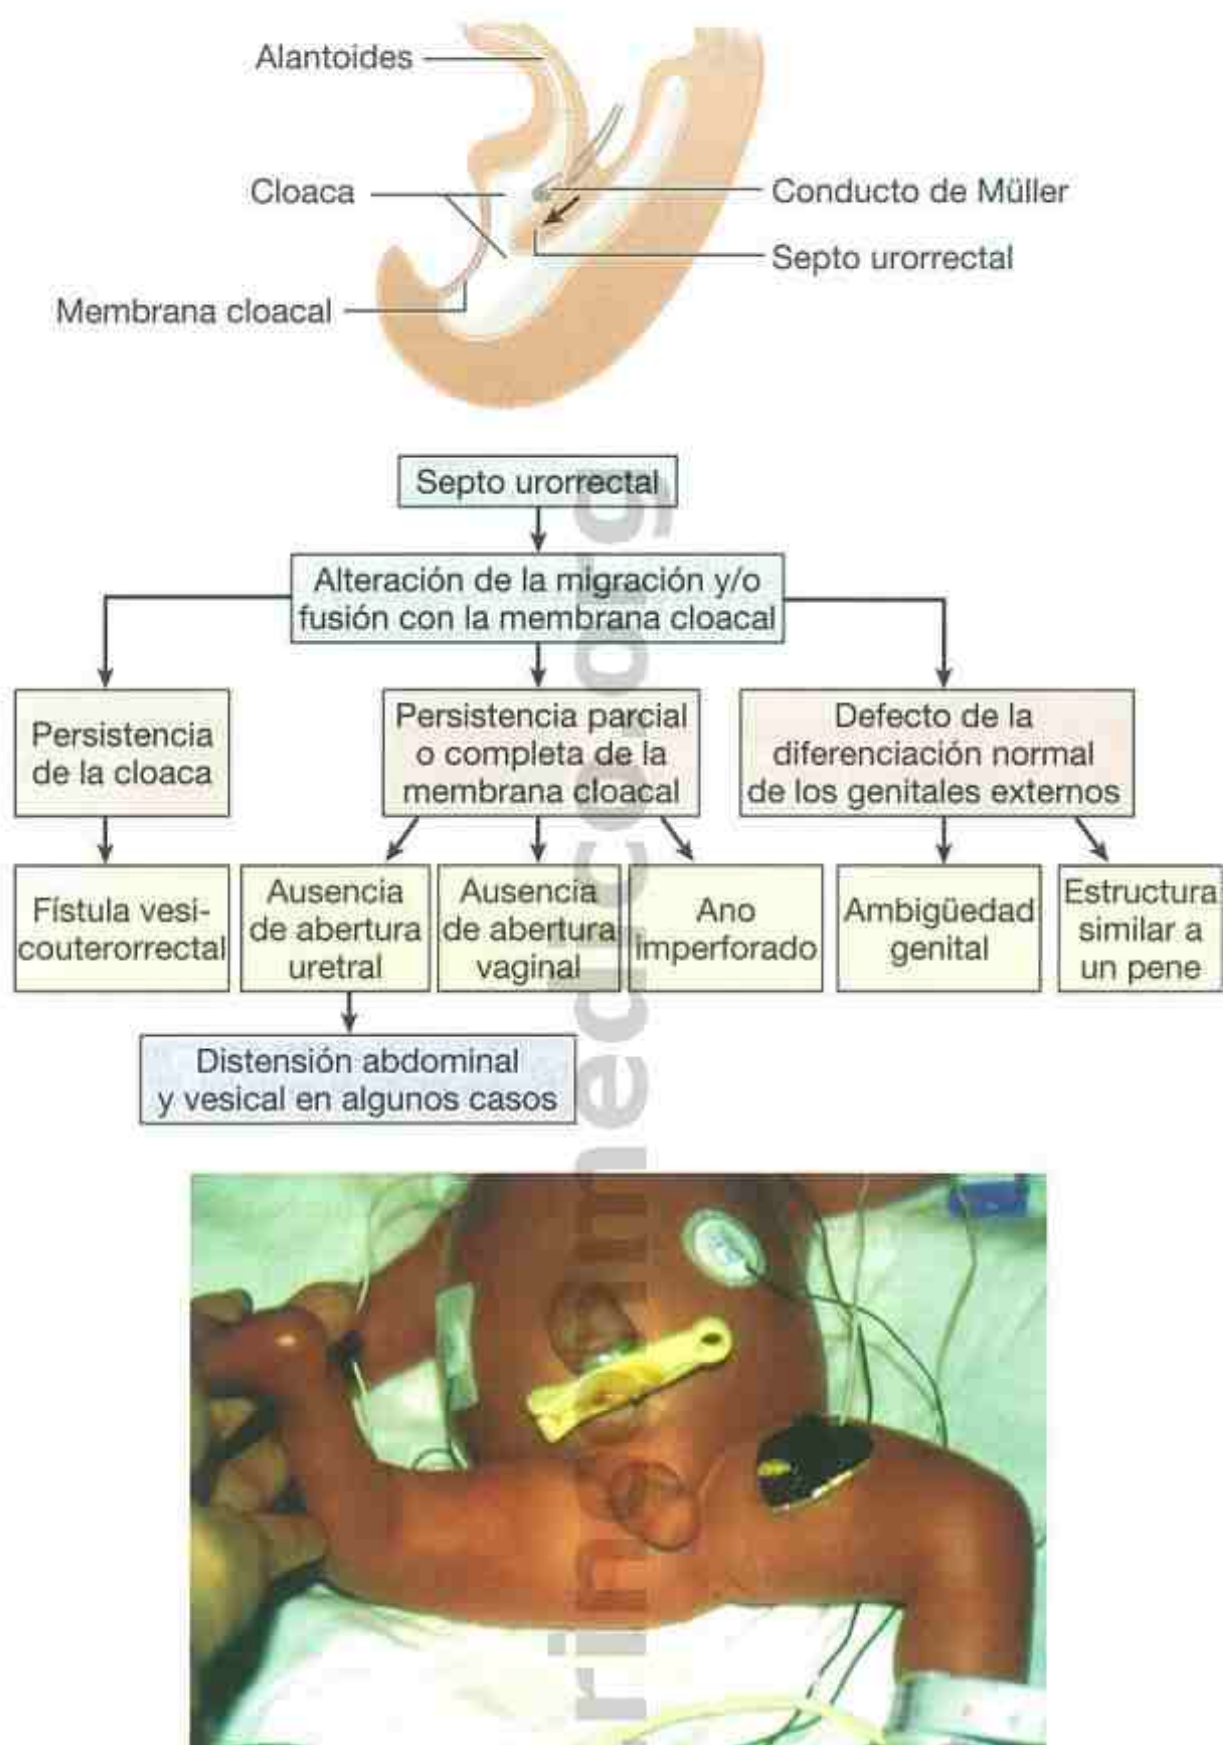 Alantoides
Cloaca
Conducto de Müller
Septo urorrectal
Membrana cloacal
Septo urorrectal
Alteración de la migración y/o
fusión con la membrana cloacal
Persistencia
de la cloaca
Persistencia parcial
o completa de la
membrana cloacal
Defecto de la
diferenciación normal
de los genitales externos
Fístula vesi-
couterorrectal
Ausencia
de abertura
uretral
Ausencia
de abertura
vaginal
Ano
imperforado
Ambigüedad
genital
Estructura
similar a
un pene
Distensión abdominal
y vesical en algunos casos